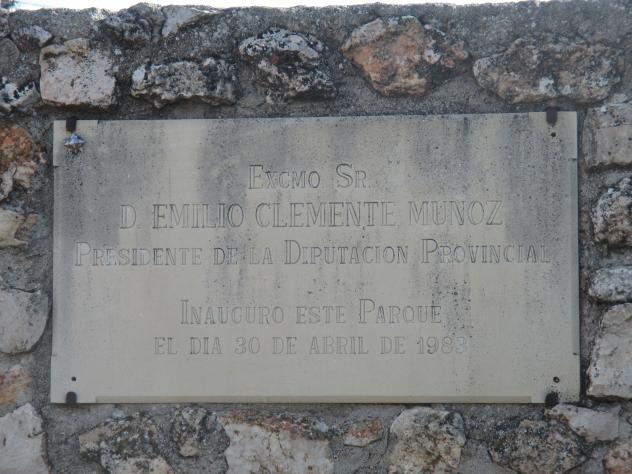 EXCMO SR.
D. EMILIO CLEMENTE MUÑOZ
PRESIDENTE DE LA DIPUTACION PROVINCIAL
INAUGURO ESTE PARQUE
EL DIA 30 DE ABRIL DE 1983